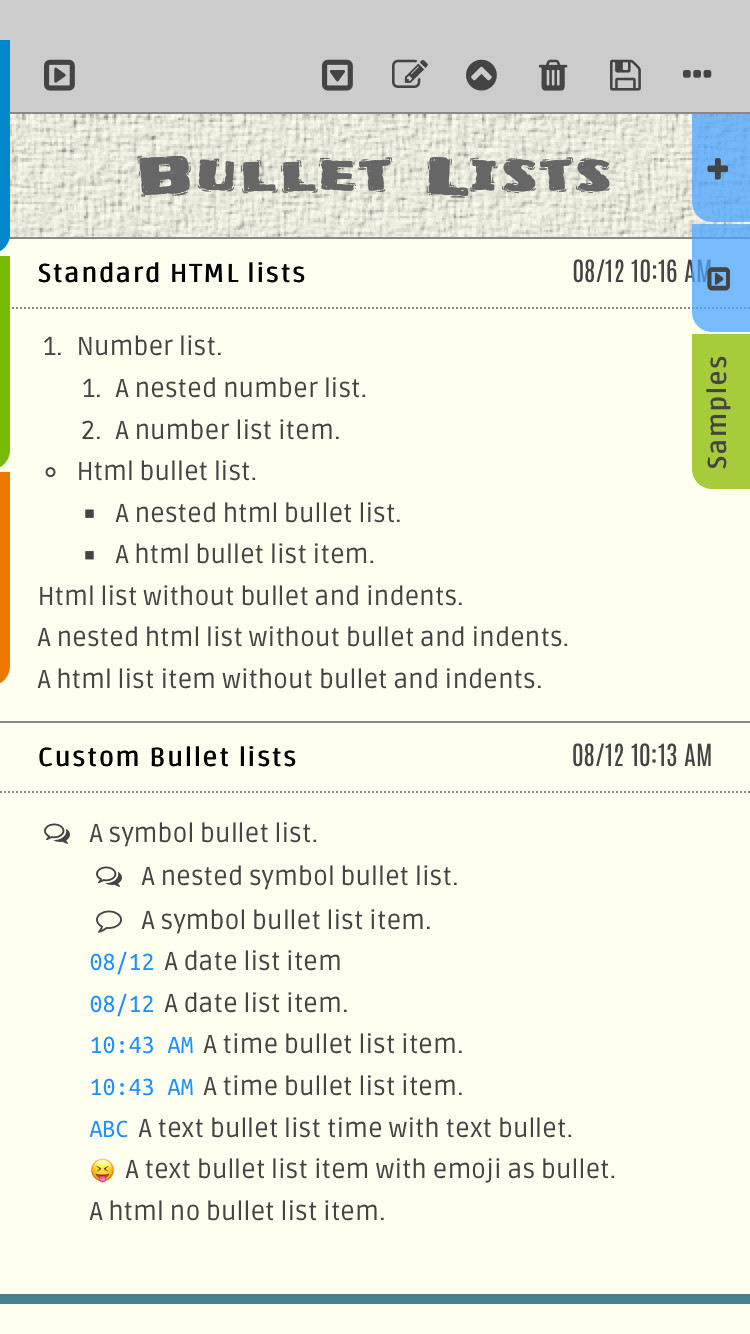 Bullet Lists
Standard HTML lists 08/12 10:16 AM
Samples
1. Number list.
1. A nested number list.
2. A number list item.
Html bullet list.
A nested html bullet list.
A html bullet list item.
Html list without bullet and indents.
A nested html list without bullet and indents.
A html list item without bullet and indents.
Custom Bullet lists 08/12 10:13 AM
A symbol bullet list.
A nested symbol bullet list.
A symbol bullet list item.
08/12 A date list item
08/12 A date list item.
10:43 AM A time bullet list item.
10:43 AM A time bullet list item.
ABC A text bullet list time with text bullet.
😝 A text bullet list item with emoji as bullet.
A html no bullet list item.